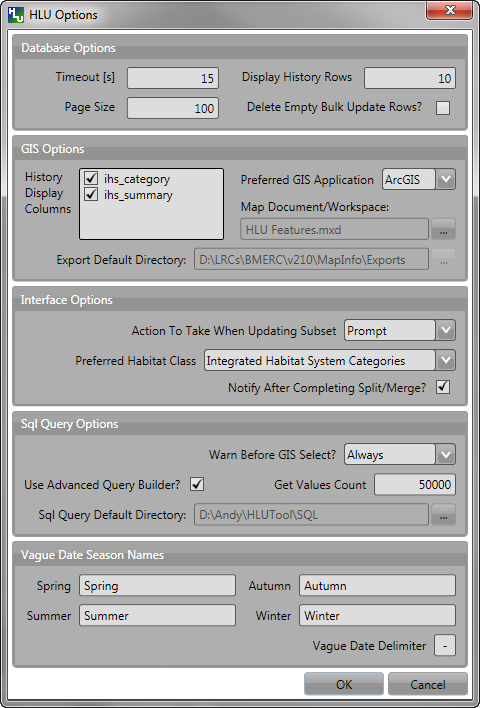 HLU HLU Options
Database Options
Timeout [s] 15 Display History Rows 10
Page Size 100 Delete Empty Bulk Update Rows?
GIS Options
History Display Columns ihs_category Preferred GIS Application ArcGIS
ihs_summary
Map Document/Workspace:
HLU Features.mxd ...
Export Default Directory: D:\LRCs\BMERC\v210\MapInfo\Exports ...
Interface Options
Action To Take When Updating Subset Prompt
Preferred Habitat Class Integrated Habitat System Categories
Notify After Completing Split/Merge?
Sql Query Options
Warn Before GIS Select? Always
Use Advanced Query Builder? Get Values Count 50000
Sql Query Default Directory: D:\Andy\HLUTool\SQL ...
Vague Date Season Names
Spring Spring Autumn Autumn
Summer Summer Winter Winter
Vague Date Delimiter -
OK Cancel